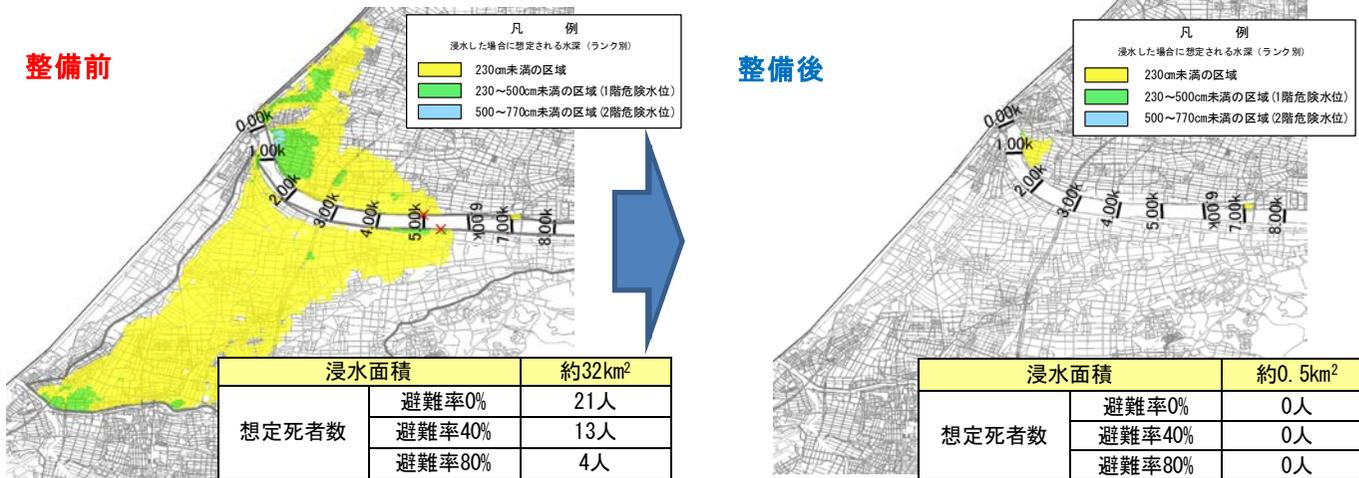 整備前
凡 例
浸水した場合に想定される水深（ランク別）
230cm未満の区域
230～500cm未満の区域(1階危険水位)
500～770cm未満の区域(2階危険水位)
0.00k
1.00k
2.00k
3.00k
4.00k
5.00k
6.00k
7.00k
8.00k
浸水面積 約32km²
想定死者数
避難率0% 21人
避難率40% 13人
避難率80% 4人
整備後
凡 例
浸水した場合に想定される水深（ランク別）
230cm未満の区域
230～500cm未満の区域(1階危険水位)
500～770cm未満の区域(2階危険水位)
0.00k
1.00k
2.00k
3.00k
4.00k
5.00k
6.00k
7.00k
8.00k
浸水面積 約0.5km²
想定死者数
避難率0% 0人
避難率40% 0人
避難率80% 0人